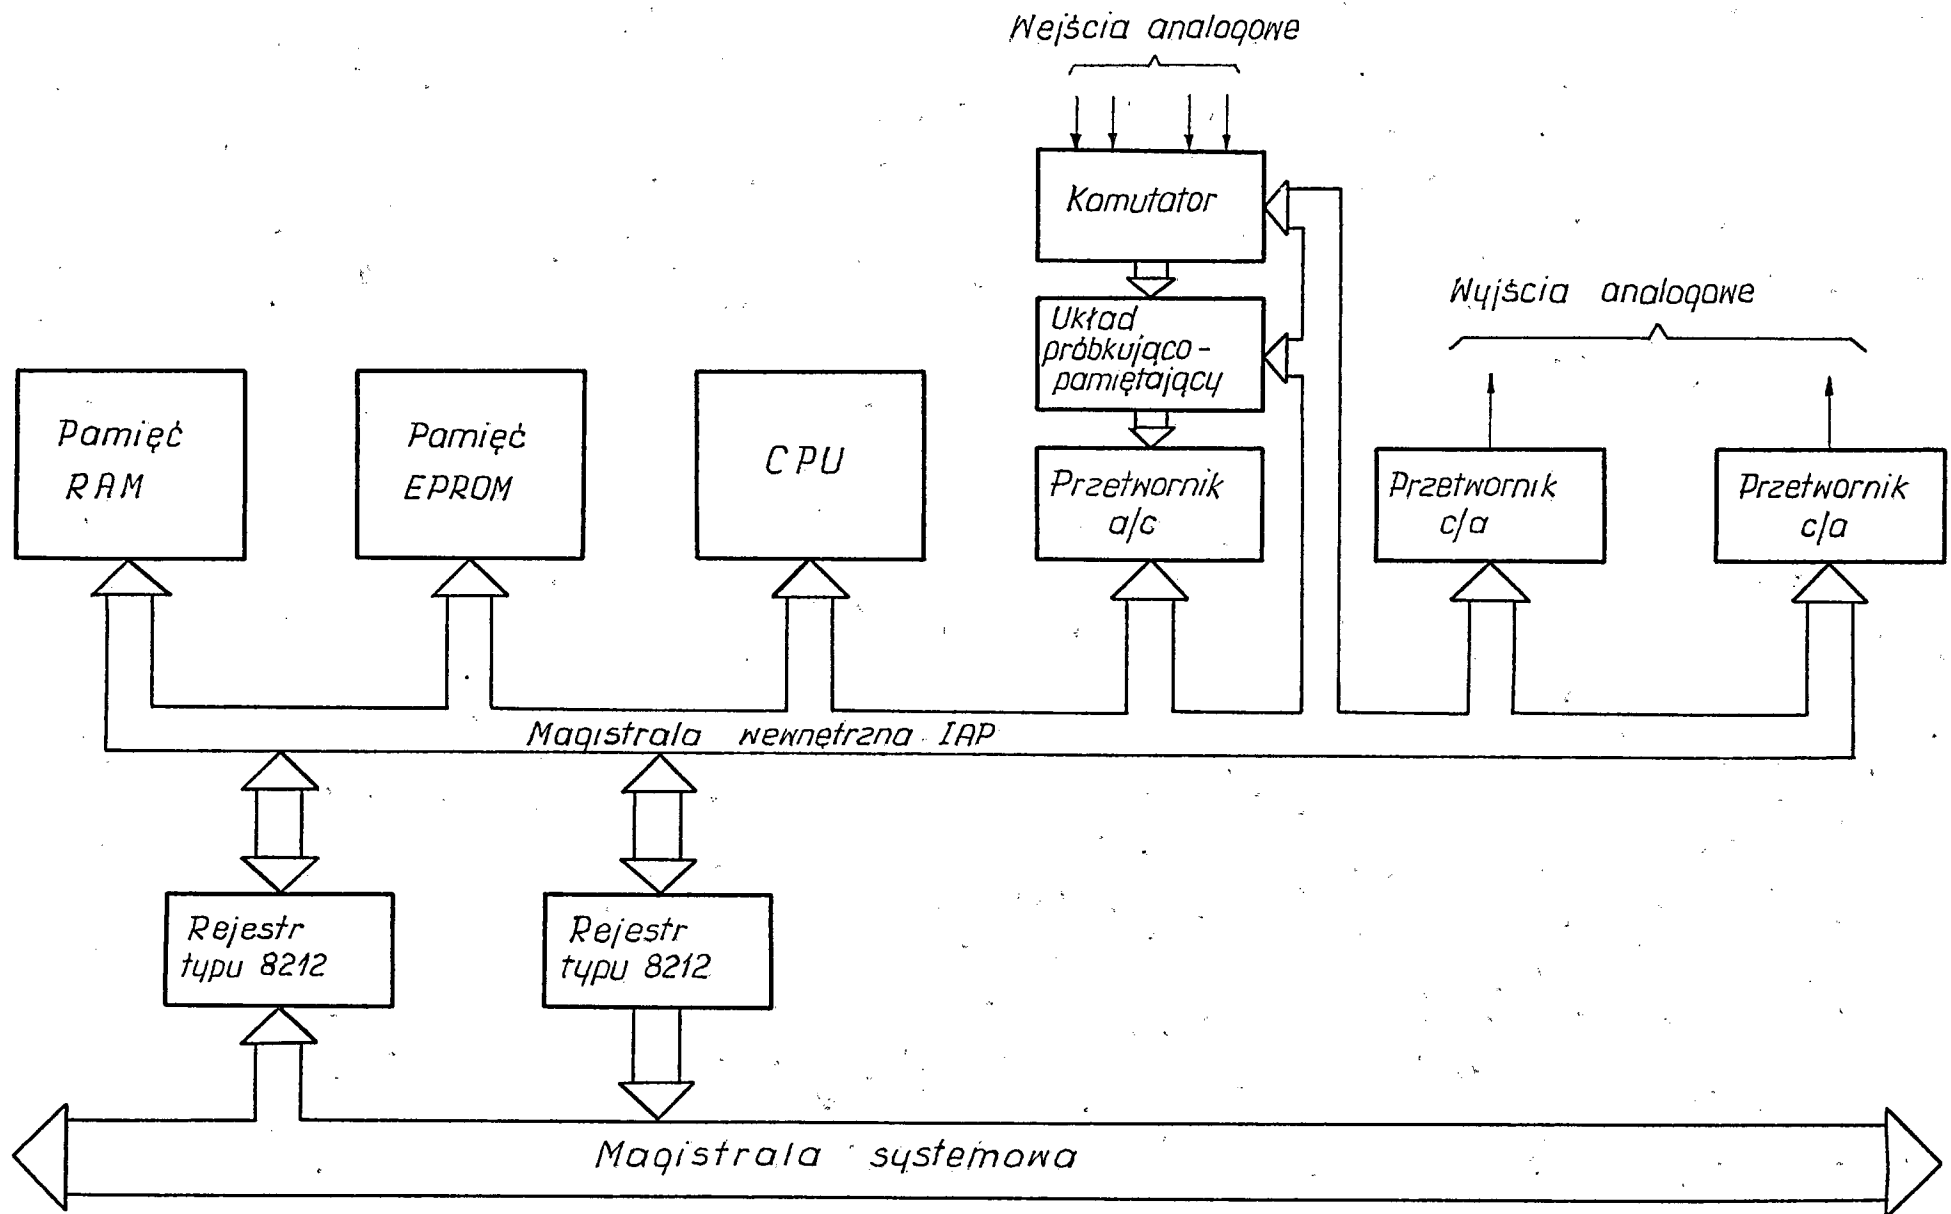 Wejścia analogowe
Komutator
Układ
próbkująco-
pamiętający
Wyjścia analogowe
Pamięć
RAM
Pamięć
EPROM
CPU
Przetwornik
a/c
Przetwornik
c/a
Przetwornik
c/a
Magistrala wewnętrzna IAP
Rejestr
typu 8212
Rejestr
typu 8212
Magistrala systemowa